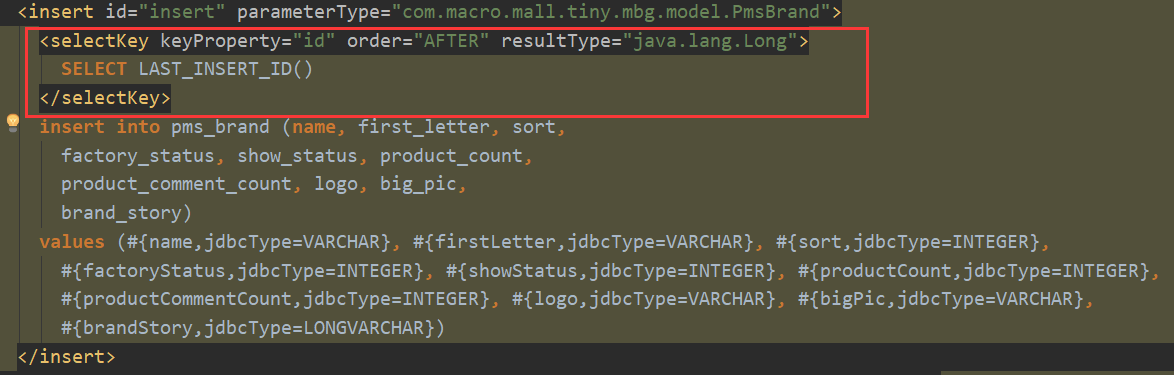 <insert id="insert" parameterType="com.macro.mall.tiny.mbg.model.PmsBrand">
<selectKey keyProperty="id" order="AFTER" resultType="java.lang.Long">
SELECT LAST_INSERT_ID()
</selectKey>
insert into pms_brand (name, first_letter, sort,
factory_status, show_status, product_count,
product_comment_count, logo, big_pic,
brand_story)
values (#{name,jdbcType=VARCHAR}, #{firstLetter,jdbcType=VARCHAR}, #{sort,jdbcType=INTEGER},
#{factoryStatus,jdbcType=INTEGER}, #{showStatus,jdbcType=INTEGER}, #{productCount,jdbcType=INTEGER},
#{productCommentCount,jdbcType=INTEGER}, #{logo,jdbcType=VARCHAR}, #{bigPic,jdbcType=VARCHAR},
#{brandStory,jdbcType=LONGVARCHAR})
</insert>